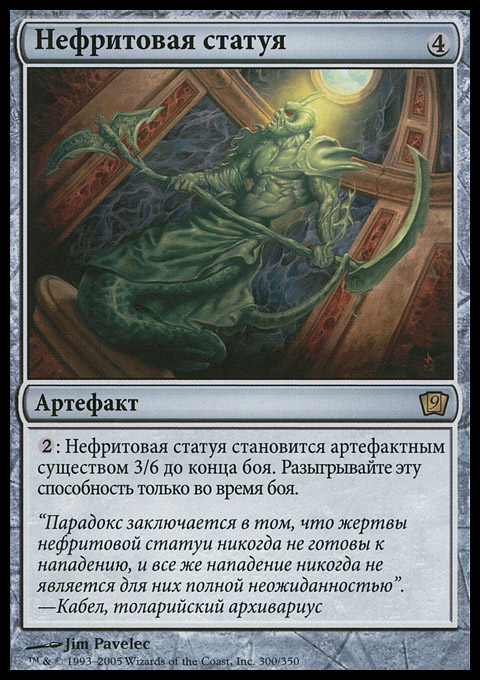 Нефритовая статуя 4
Артефакт 9
2: Нефритовая статуя становится артефактным
существом 3/6 до конца боя. Разыгрывайте эту
способность только во время боя.
“Парадокс заключается в том, что жертвы
нефритовой статуи никогда не готовы к
нападению, и все же нападение никогда не
является для них полной неожиданностью”.
—Кабел, толарийский архивариус
Jim Pavelec
™ & © 1993–2005 Wizards of the Coast, Inc. 300/350